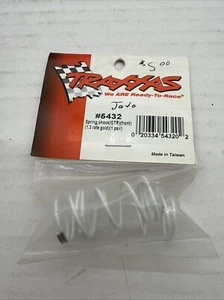 $5.00
TRAXXAS
We ARE Ready-To-Race®
Jato
#5432
Spring, shock (GTR)(front)
(1.3 rate gold)(1 pair)
0 20334 54320 2
Made in Taiwan